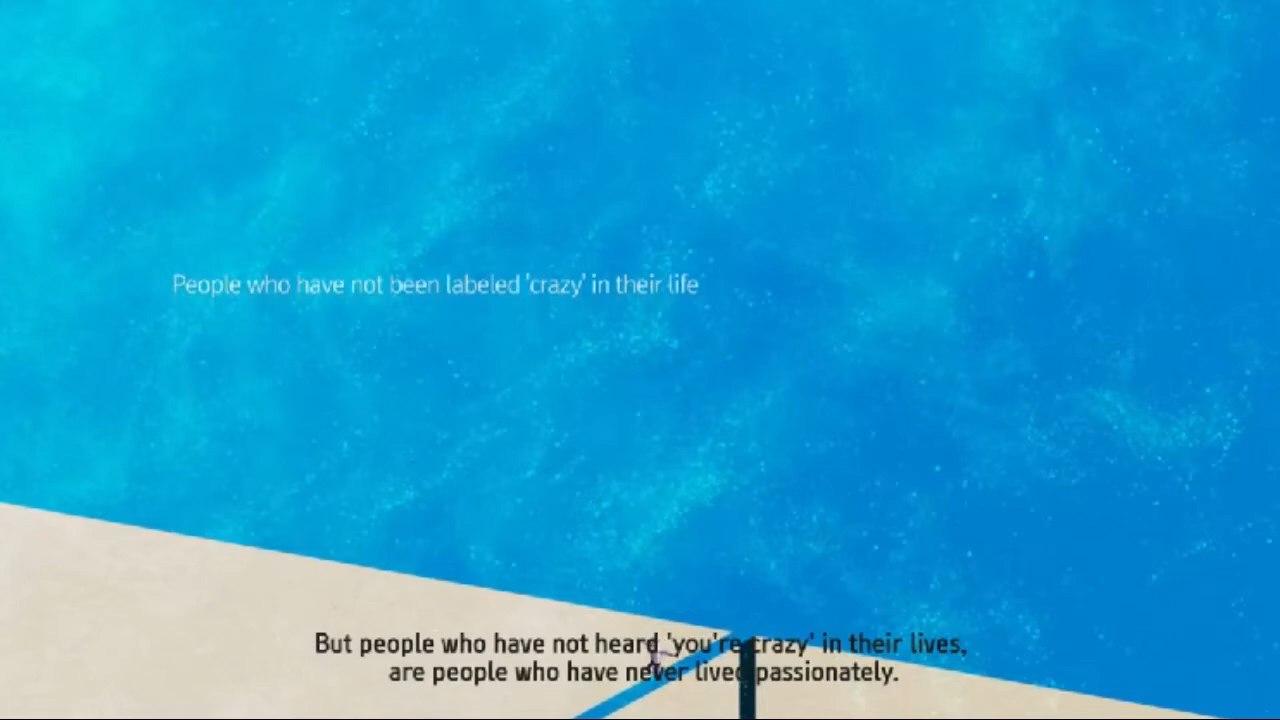 People who have not been labeled 'crazy' in their life
But people who have not heard 'you're crazy' in their lives,
are people who have never lived passionately.